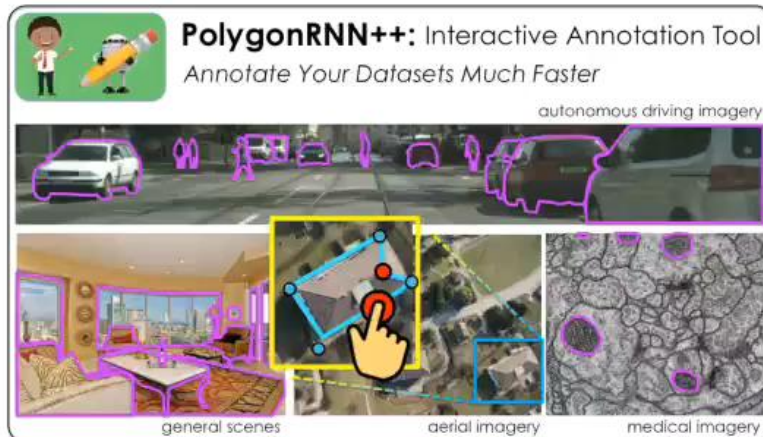 PolygonRNN++: Interactive Annotation Tool
Annotate Your Datasets Much Faster
autonomous driving imagery
general scenes
aerial imagery
medical imagery